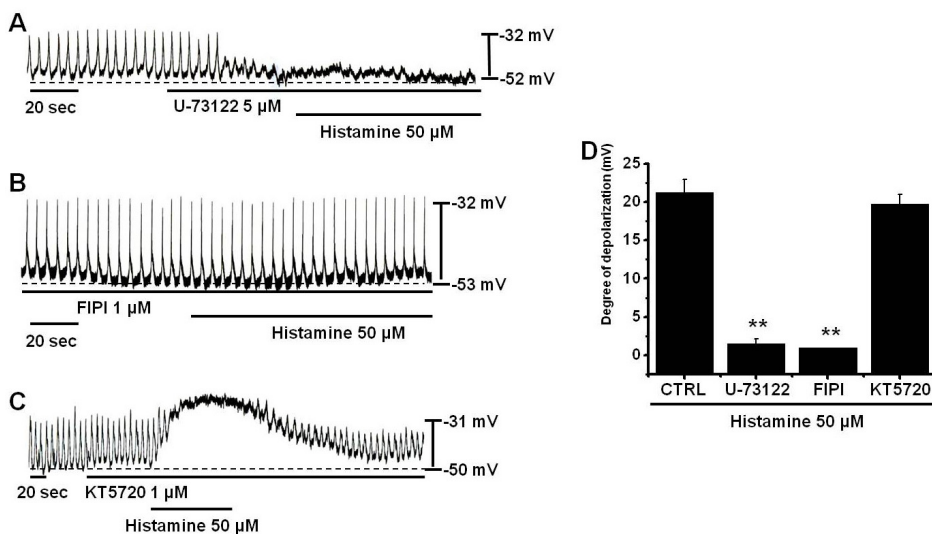 A
-32 mV
-52 mV
20 sec
U-73122 5 µM
Histamine 50 µM
B
-32 mV
-53 mV
FIPI 1 µM
20 sec
Histamine 50 µM
C
-31 mV
-50 mV
20 sec
KT5720 1 µM
Histamine 50 µM
D
Degree of depolarization (mV)
25
20
15
10
5
0
** **
CTRL U-73122 FIPI KT5720
Histamine 50 µM